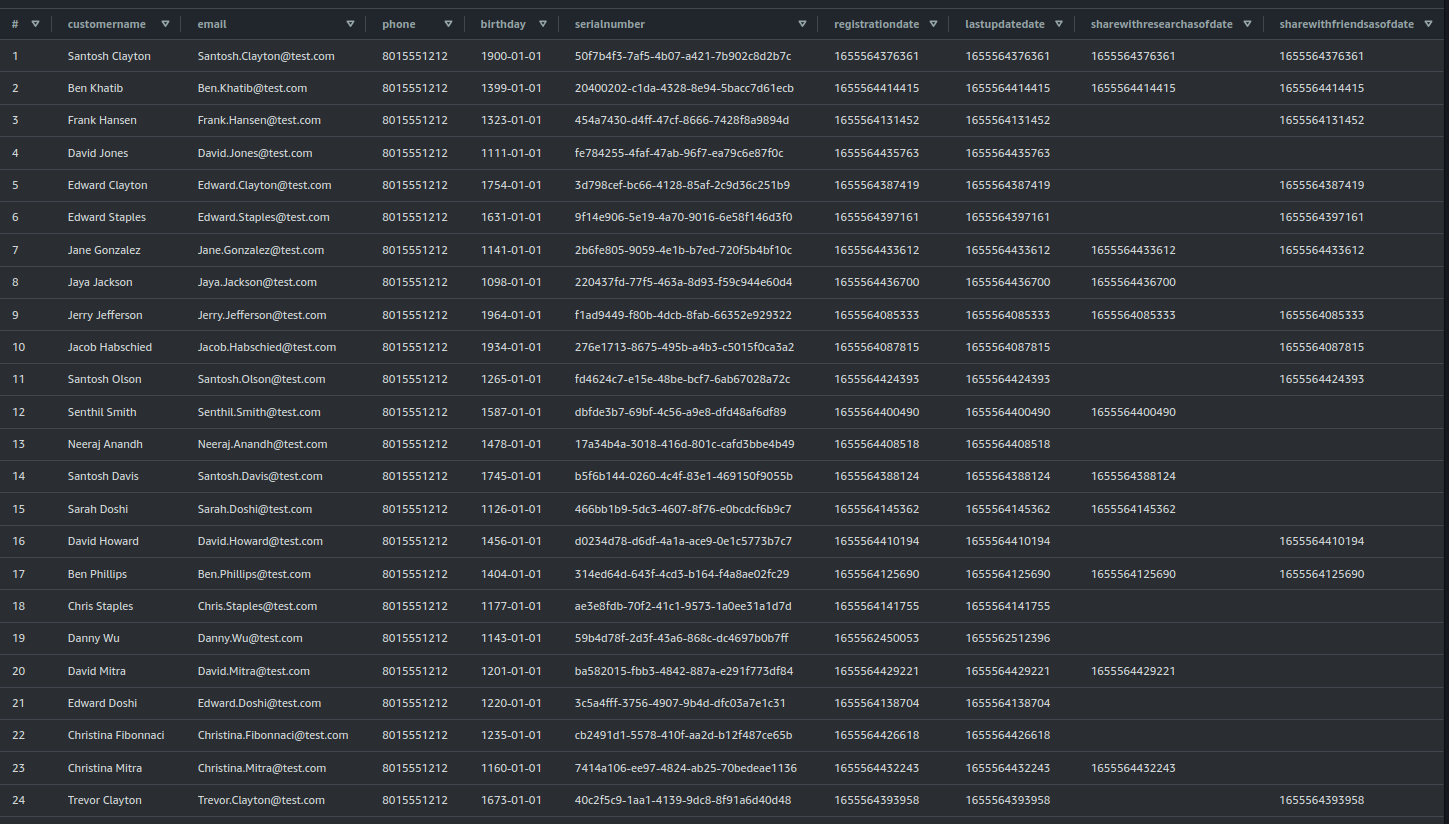 # customername email phone birthday serialnumber registrationdate lastupdatedate sharewithresearchasofdate sharewithfriendsasofdate
1 Santosh Clayton Santosh.Clayton@test.com 8015551212 1900-01-01 50f7b4f3-7af5-4b07-a421-7b902c8d2b7c 1655564376361 1655564376361 1655564376361 1655564376361
2 Ben Khatib Ben.Khatib@test.com 8015551212 1399-01-01 20400202-c1da-4328-8e94-5bacc7d61ecb 1655564414415 1655564414415 1655564414415 1655564414415
3 Frank Hansen Frank.Hansen@test.com 8015551212 1323-01-01 454a7430-d4ff-47cf-8666-7428f8a9894d 1655564131452 1655564131452 1655564131452
4 David Jones David.Jones@test.com 8015551212 1111-01-01 fe784255-4faf-47ab-96f7-ea79c6e87f0c 1655564435763 1655564435763
5 Edward Clayton Edward.Clayton@test.com 8015551212 1754-01-01 3d798cef-bc66-4128-85af-2c9d36c251b9 1655564387419 1655564387419 1655564387419
6 Edward Staples Edward.Staples@test.com 8015551212 1631-01-01 9f14e906-5e19-4a70-9016-6e58f146d3f0 1655564397161 1655564397161 1655564397161
7 Jane Gonzalez Jane.Gonzalez@test.com 8015551212 1141-01-01 2b6fe805-9059-4e1b-b7ed-720f5b4bf10c 1655564433612 1655564433612 1655564433612 1655564433612
8 Jaya Jackson Jaya.Jackson@test.com 8015551212 1098-01-01 220437fd-77f5-463a-8d93-f59c944e60d4 1655564436700 1655564436700 1655564436700
9 Jerry Jefferson Jerry.Jefferson@test.com 8015551212 1964-01-01 f1ad9449-f80b-4dcb-8fab-66352e929322 1655564085333 1655564085333 1655564085333 1655564085333
10 Jacob Habschied Jacob.Habschied@test.com 8015551212 1934-01-01 276e1713-8675-495b-a4b3-c5015f0ca3a2 1655564087815 1655564087815 1655564087815
11 Santosh Olson Santosh.Olson@test.com 8015551212 1265-01-01 fd4624c7-e15e-48be-bcf7-6ab67028a72c 1655564424393 1655564424393 1655564424393
12 Senthil Smith Senthil.Smith@test.com 8015551212 1587-01-01 dbfde3b7-69bf-4c56-a9e8-dfd48af6df89 1655564400490 1655564400490 1655564400490
13 Neeraj Anandh Neeraj.Anandh@test.com 8015551212 1478-01-01 17a34b4a-3018-416d-801c-cafd3bbe4b49 1655564408518 1655564408518
14 Santosh Davis Santosh.Davis@test.com 8015551212 1745-01-01 b5f6b144-0260-4c4f-83e1-469150f9055b 1655564388124 1655564388124 1655564388124
15 Sarah Doshi Sarah.Doshi@test.com 8015551212 1126-01-01 466bb1b9-5dc3-4607-8f76-e0bcdcf6b9c7 1655564145362 1655564145362 1655564145362
16 David Howard David.Howard@test.com 8015551212 1456-01-01 d0234d78-d6df-4a1a-ace9-0e1c5773b7c7 1655564410194 1655564410194 1655564410194
17 Ben Phillips Ben.Phillips@test.com 8015551212 1404-01-01 314ed64d-643f-4cd3-b164-f4a8ae02fc29 1655564125690 1655564125690 1655564125690 1655564125690
18 Chris Staples Chris.Staples@test.com 8015551212 1177-01-01 ae3e8fdb-70f2-41c1-9573-1a0ee31a1d7d 1655564141755 1655564141755
19 Danny Wu Danny.Wu@test.com 8015551212 1143-01-01 59b4d78f-2d3f-43a6-868c-dc4697b0b7ff 1655562450053 1655562512396
20 David Mitra David.Mitra@test.com 8015551212 1201-01-01 ba582015-fbb3-4842-887a-e291f773df84 1655564429221 1655564429221 1655564429221
21 Edward Doshi Edward.Doshi@test.com 8015551212 1220-01-01 3c5a4fff-3756-4907-9b4d-dfc03a7e1c31 1655564138704 1655564138704
22 Christina Fibonnaci Christina.Fibonnaci@test.com 8015551212 1235-01-01 cb2491d1-5578-410f-aa2d-b12f487ce65b 1655564426618 1655564426618
23 Christina Mitra Christina.Mitra@test.com 8015551212 1160-01-01 7414a106-ee97-4824-ab25-70bedeae1136 1655564432243 1655564432243 1655564432243
24 Trevor Clayton Trevor.Clayton@test.com 8015551212 1673-01-01 40c2f5c9-1aa1-4139-9dc8-8f91a6d40d48 1655564393958 1655564393958 1655564393958